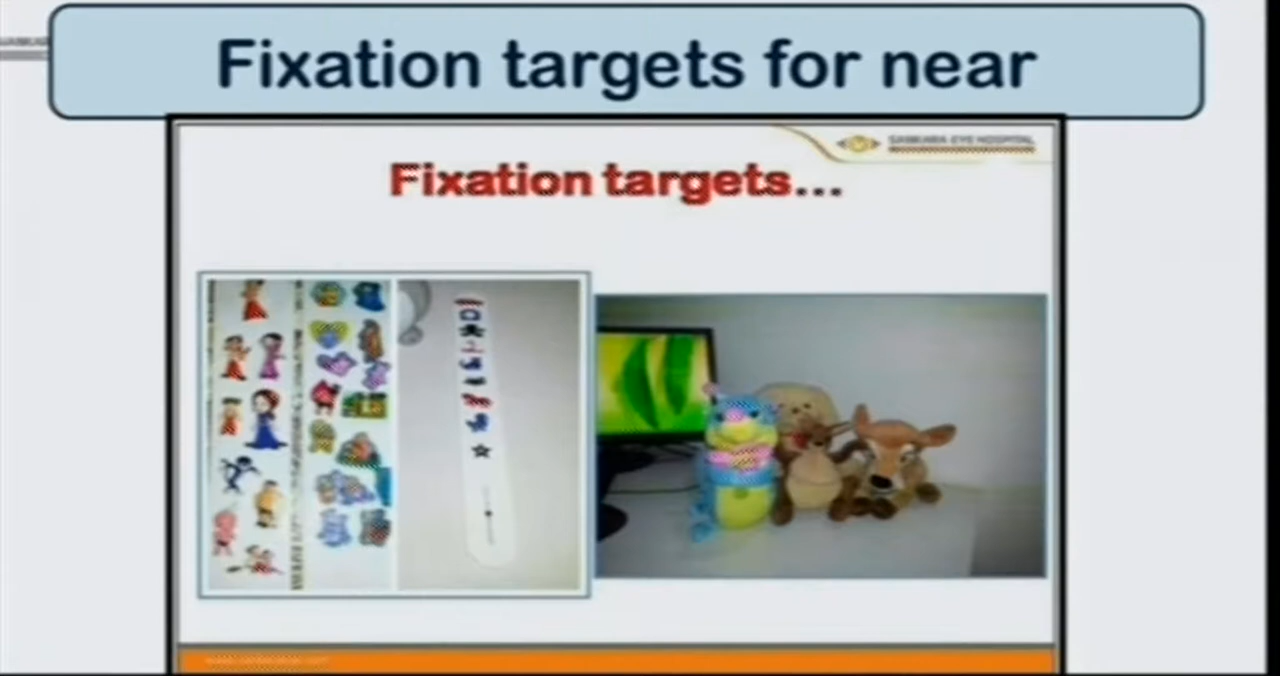 Fixation targets for near
SANKARA EYE HOSPITAL
Fixation targets...